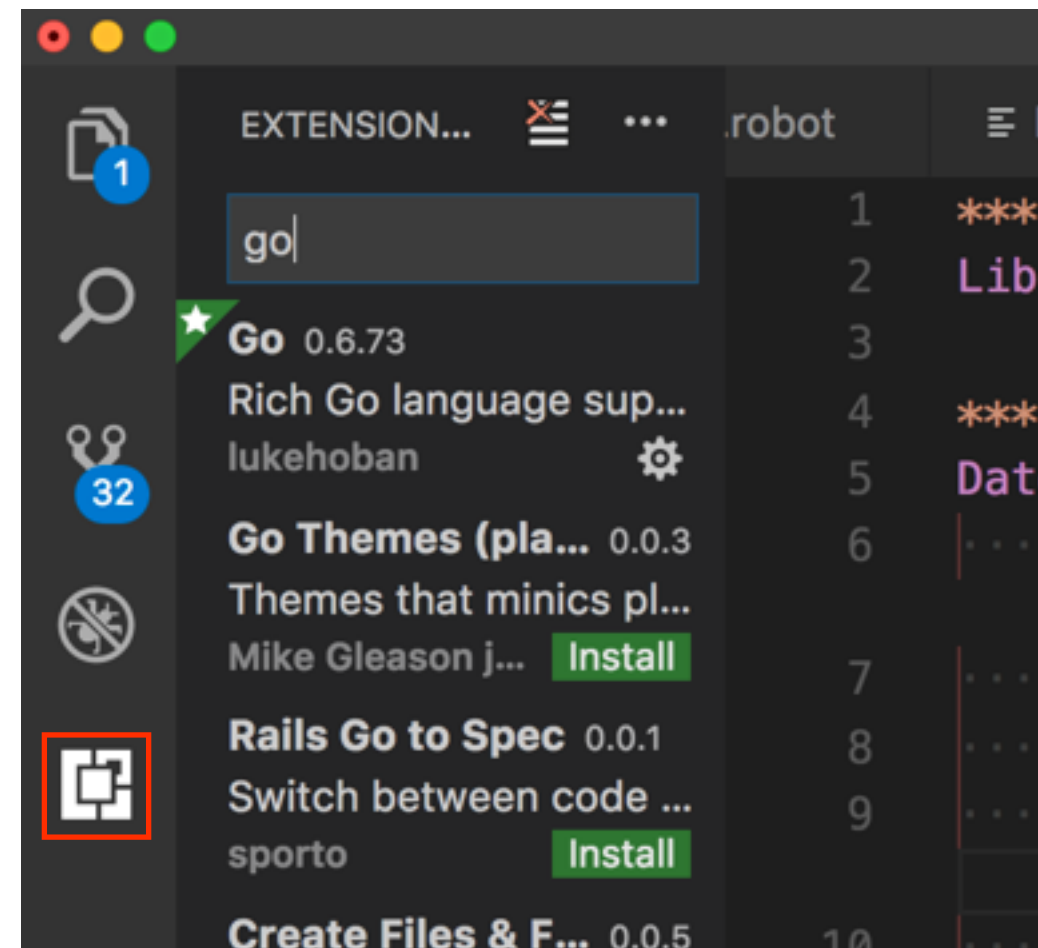 EXTENSION...
.robot
1
go
1
***
2
Lib
Go 0.6.73
3
Rich Go language sup...
4
***
lukehoban
5
Dat
32
Go Themes (pla... 0.0.3
6
Themes that minics pl...
Mike Gleason j... Install
7
Rails Go to Spec 0.0.1
8
Switch between code ...
9
sporto Install
Create Files & F... 0.0.5
10